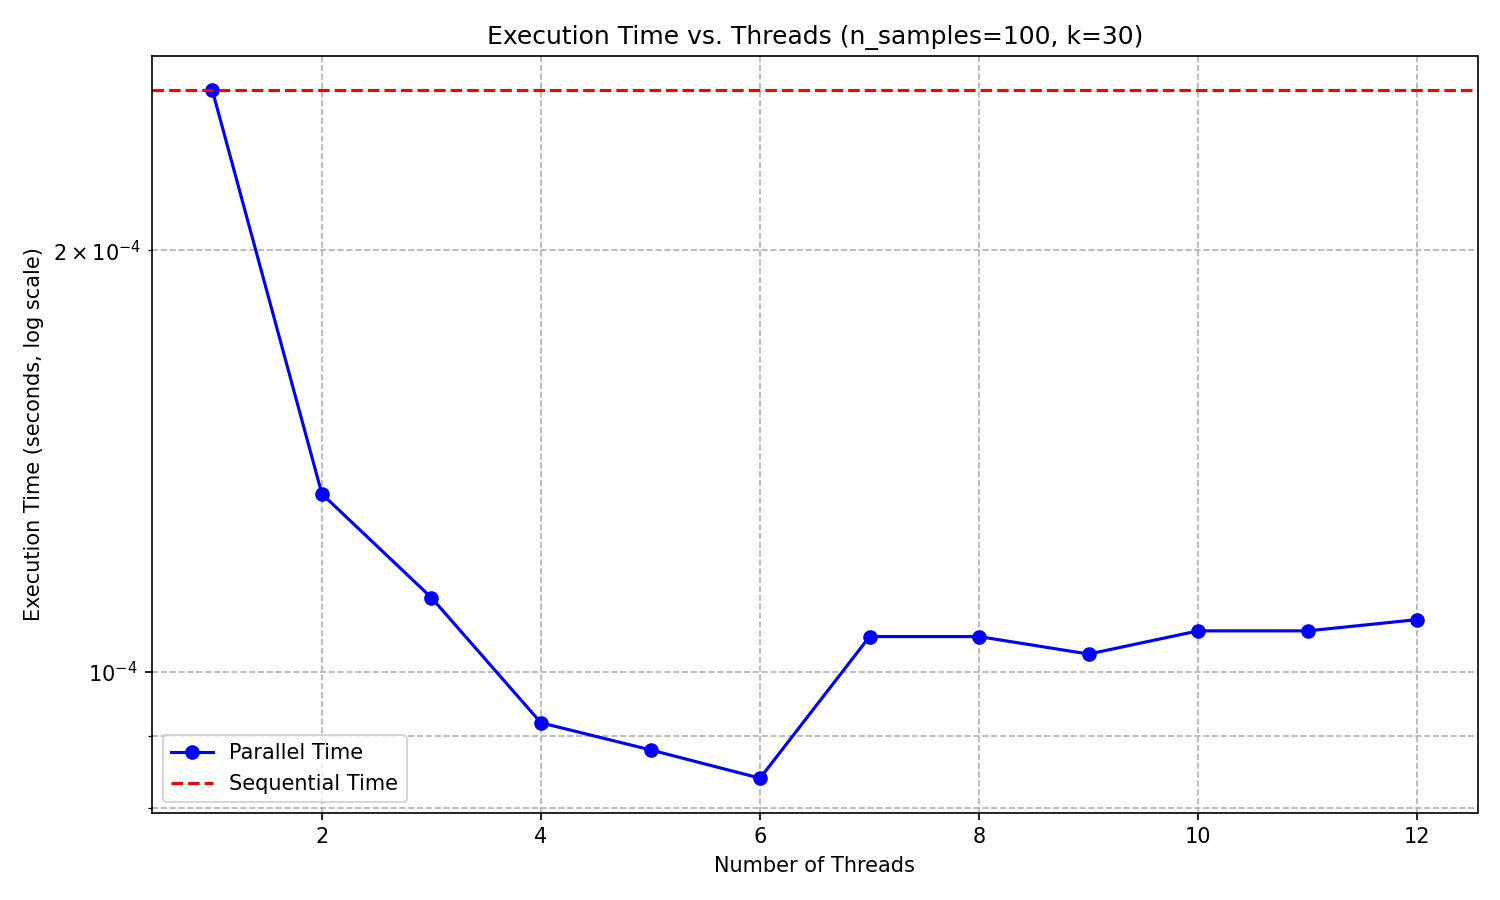 Execution Time vs. Threads (n_samples=100, k=30)
Execution Time (seconds, log scale)
2 × 10⁻⁴
10⁻⁴
Parallel Time
Sequential Time
2 4 6 8 10 12
Number of Threads